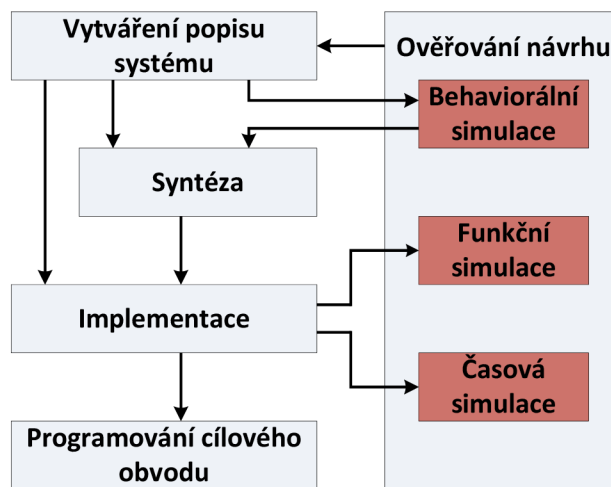 Vytváření popisu
systému
Ověřování návrhu
Behaviorální
simulace
Syntéza
Funkční
simulace
Implementace
Časová
simulace
Programování cílového
obvodu